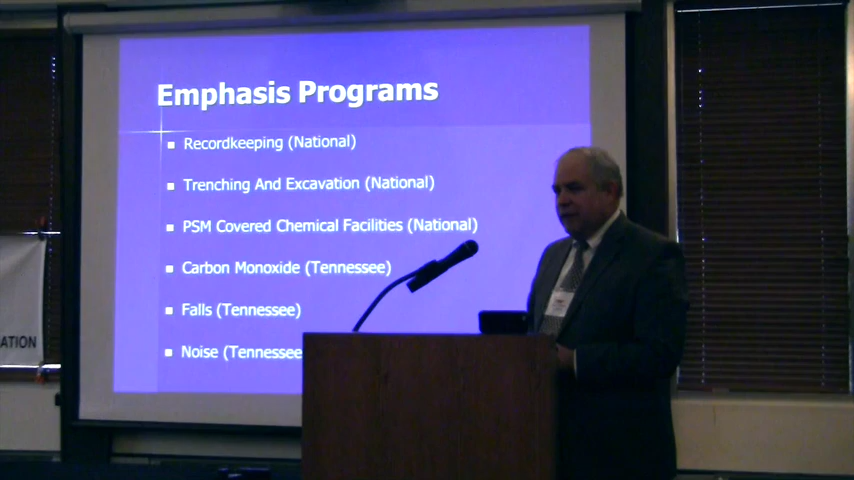 Emphasis Programs
Recordkeeping (National)
Trenching And Excavation (National)
PSM Covered Chemical Facilities (National)
Carbon Monoxide (Tennessee)
Falls (Tennessee)
Noise (Tennessee
ATION